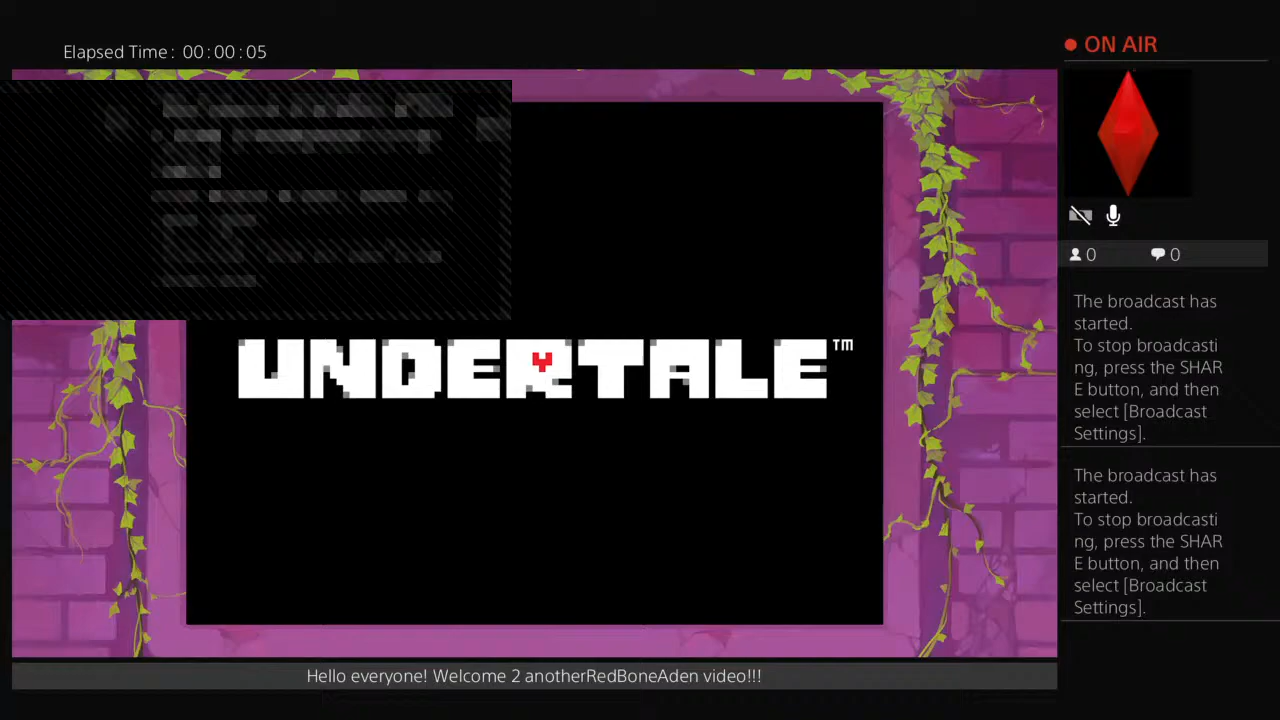 Elapsed Time: 00:00:05
ON AIR
0 0
The broadcast has
started.
To stop broadcasti
ng, press the SHAR
E button, and then
select [Broadcast
Settings].
The broadcast has
started.
To stop broadcasti
ng, press the SHAR
E button, and then
select [Broadcast
Settings].
UNDERTALE™
Hello everyone! Welcome 2 anotherRedBoneAden video!!!